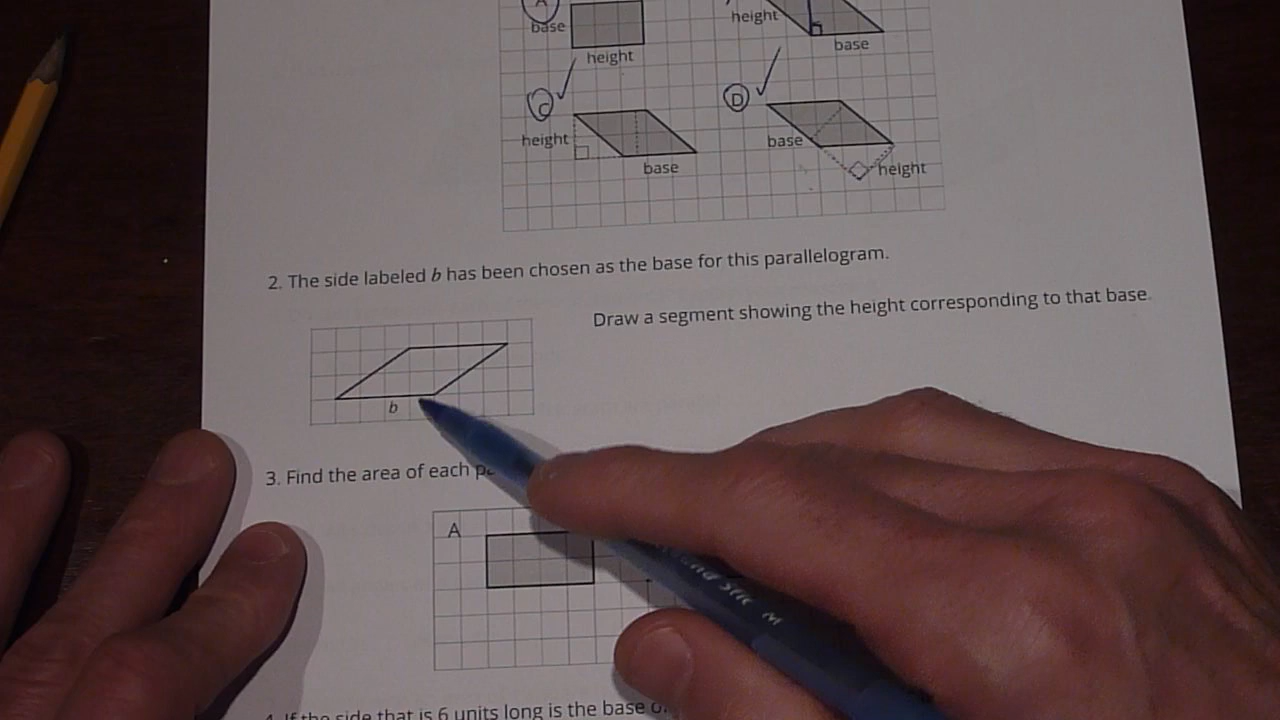 A
base
height
height
base
C
height
base
D
base
height
2. The side labeled b has been chosen as the base for this parallelogram.
Draw a segment showing the height corresponding to that base.
b
3. Find the area of each
A
4. If the side that is 6 units long is the base
Stic M